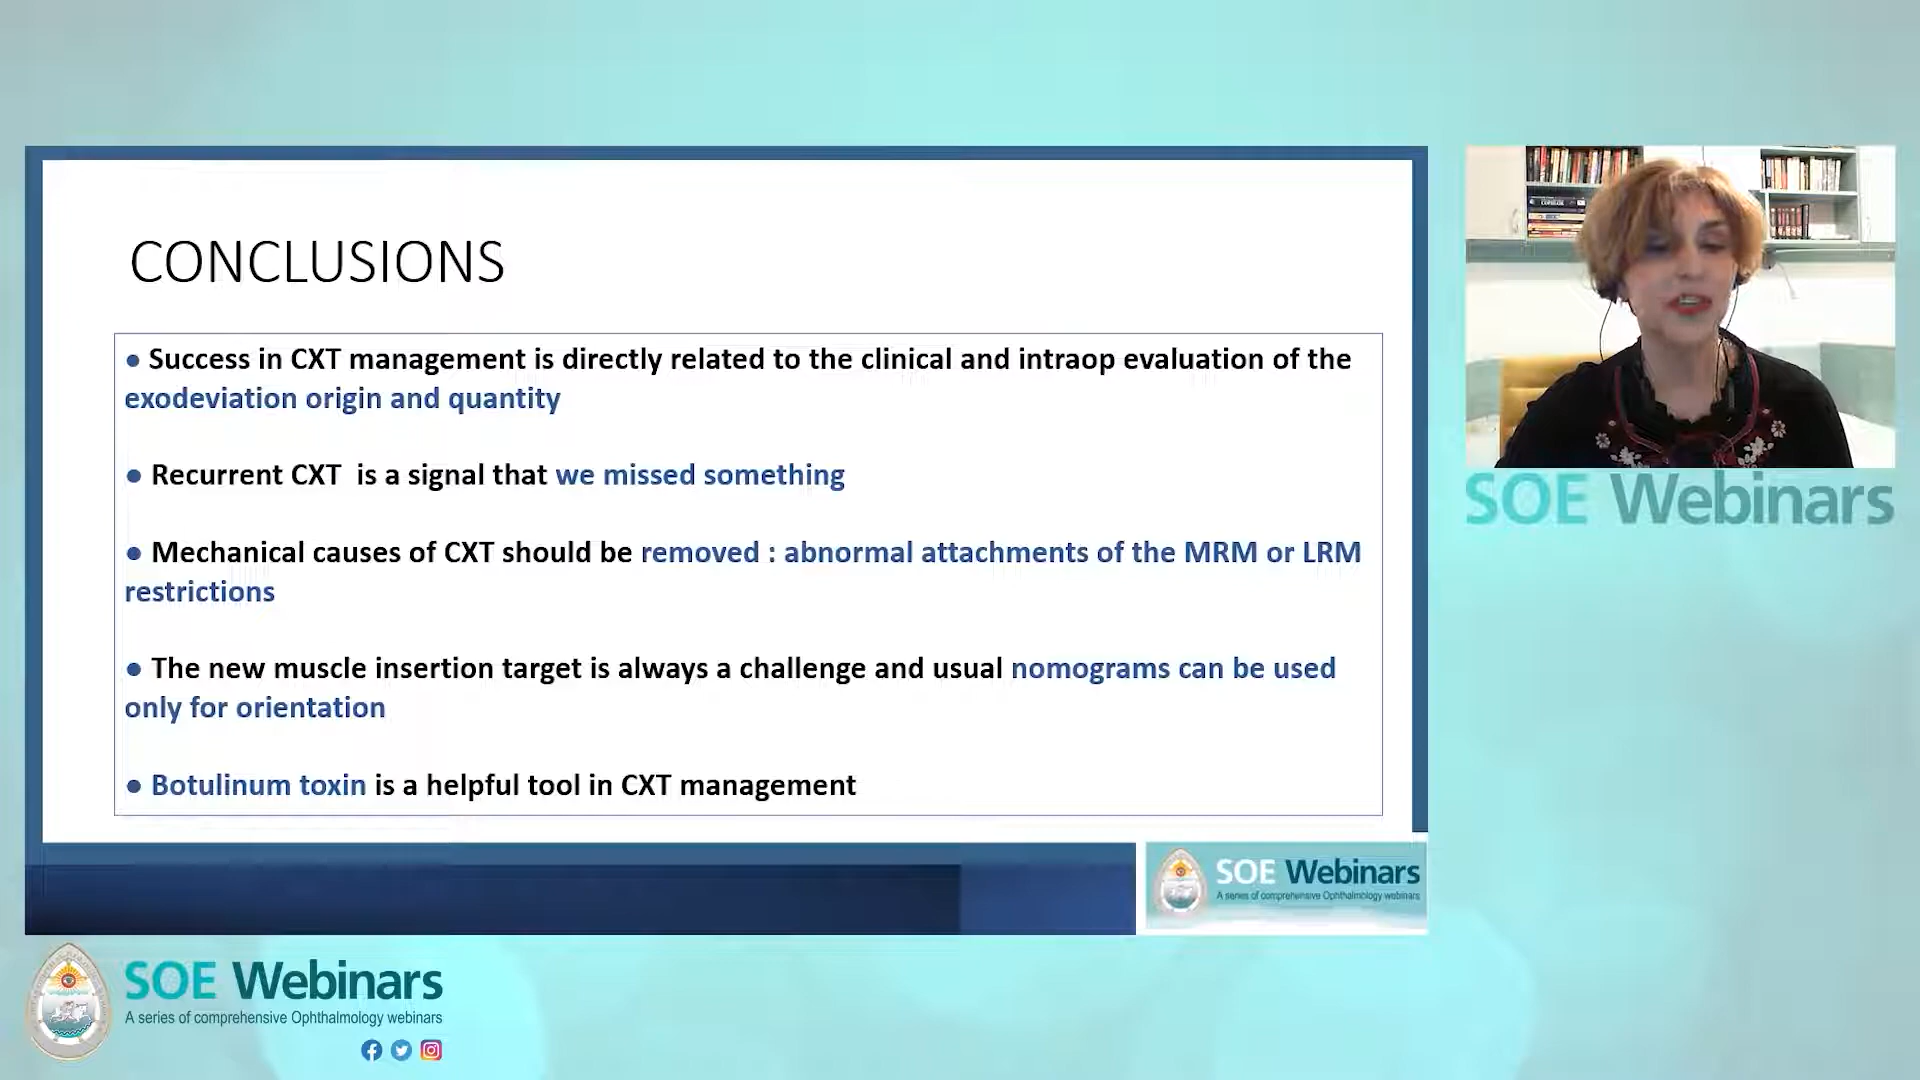 CONCLUSIONS
● Success in CXT management is directly related to the clinical and intraop evaluation of the
exodeviation origin and quantity
● Recurrent CXT is a signal that we missed something
● Mechanical causes of CXT should be removed : abnormal attachments of the MRM or LRM
restrictions
● The new muscle insertion target is always a challenge and usual nomograms can be used
only for orientation
● Botulinum toxin is a helpful tool in CXT management
SOE Webinars
A series of comprehensive Ophthalmology webinars
SOE Webinars
SOE Webinars
A series of comprehensive Ophthalmology webinars